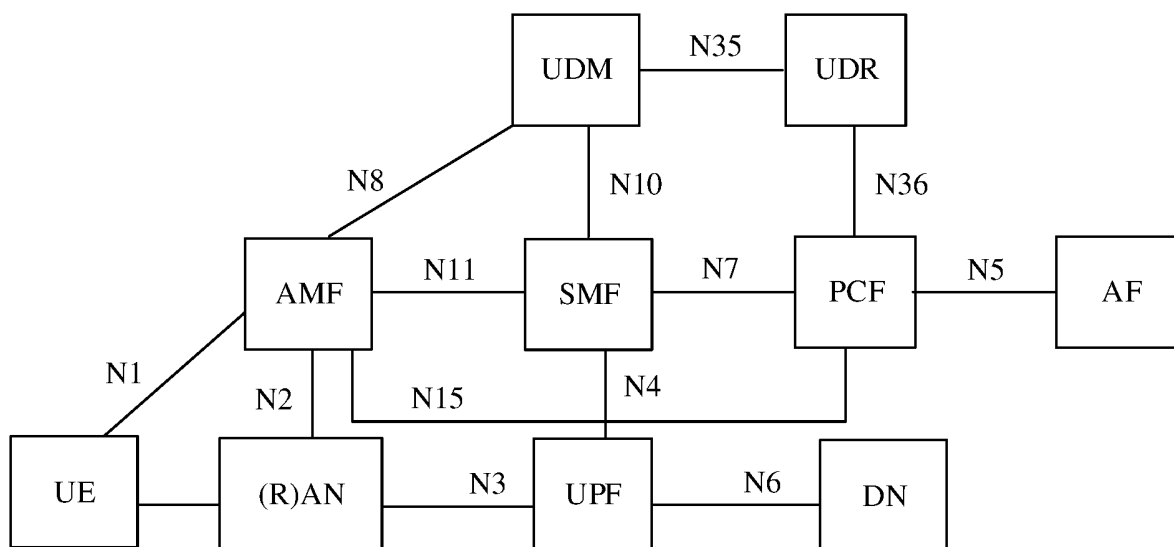 N35
UDM
UDR
N8
N10
N36
N11
N7
N5
AMF
SMF
PCF
AF
N1
N2
N15
N4
UE
(R)AN
N3
UPF
N6
DN